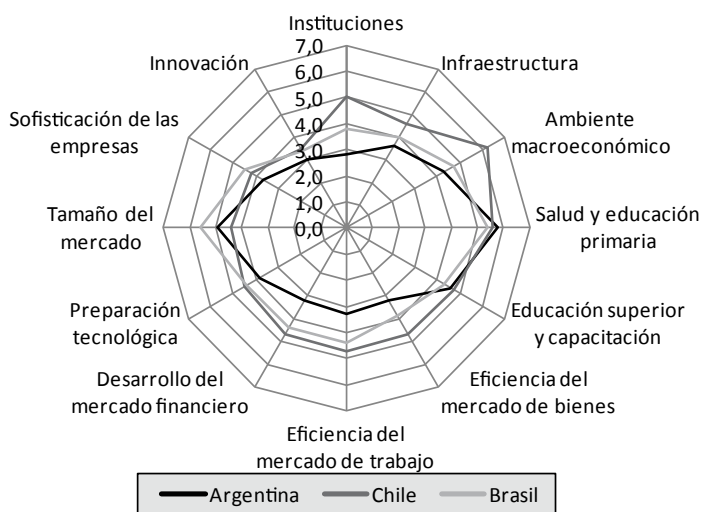 Instituciones
7,0
6,0
5,0
4,0
3,0
2,0
1,0
0,0
Infraestructura
Ambiente
macroeconómico
Salud y educación
primaria
Educación superior
y capacitación
Eficiencia del
mercado de bienes
Eficiencia del
mercado de trabajo
Desarrollo del
mercado financiero
Preparación
tecnológica
Tamaño del
mercado
Sofisticación de las
empresas
Innovación
Argentina
Chile
Brasil